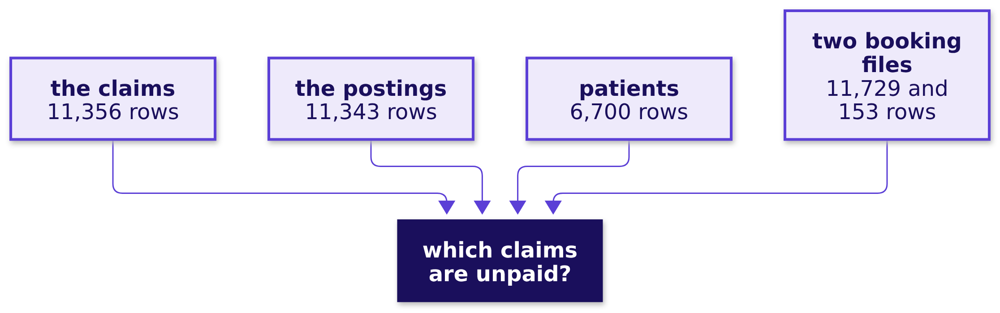 the claims
11,356 rows
the postings
11,343 rows
patients
6,700 rows
two booking
files
11,729 and
153 rows
which claims
are unpaid?